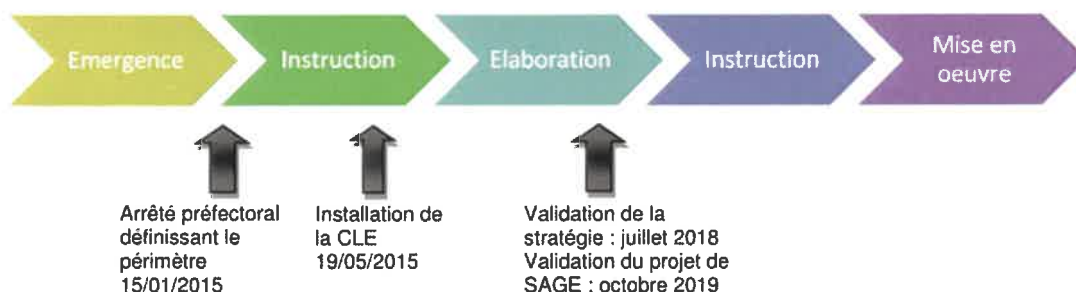 Emergence
Instruction
Elaboration
Instruction
Mise en
oeuvre
Arrêté préfectoral
définissant le
périmètre
15/01/2015
Installation de
la CLE
19/05/2015
Validation de la
stratégie : juillet 2018
Validation du projet de
SAGE : octobre 2019